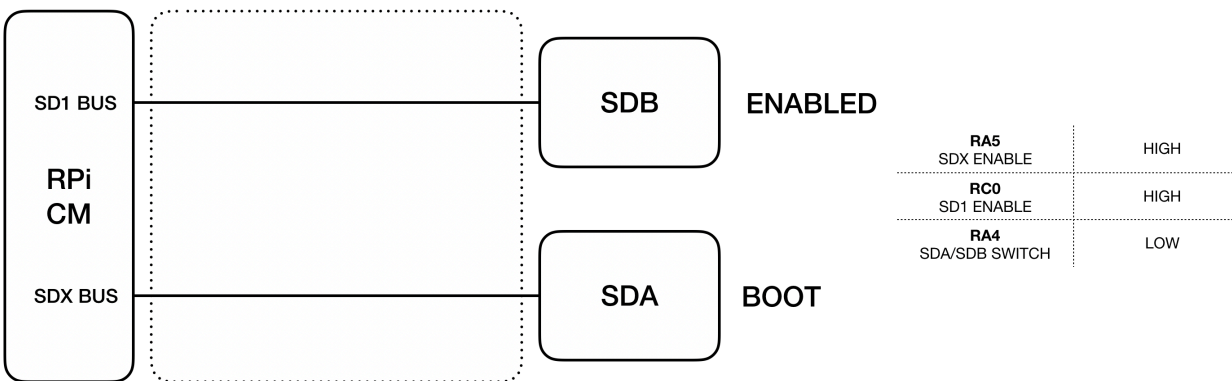 SD1 BUS
RPi
CM
SDX BUS
SDB
ENABLED
SDA
BOOT
RA5
SDX ENABLE
HIGH
RC0
SD1 ENABLE
HIGH
RA4
SDA/SDB SWITCH
LOW